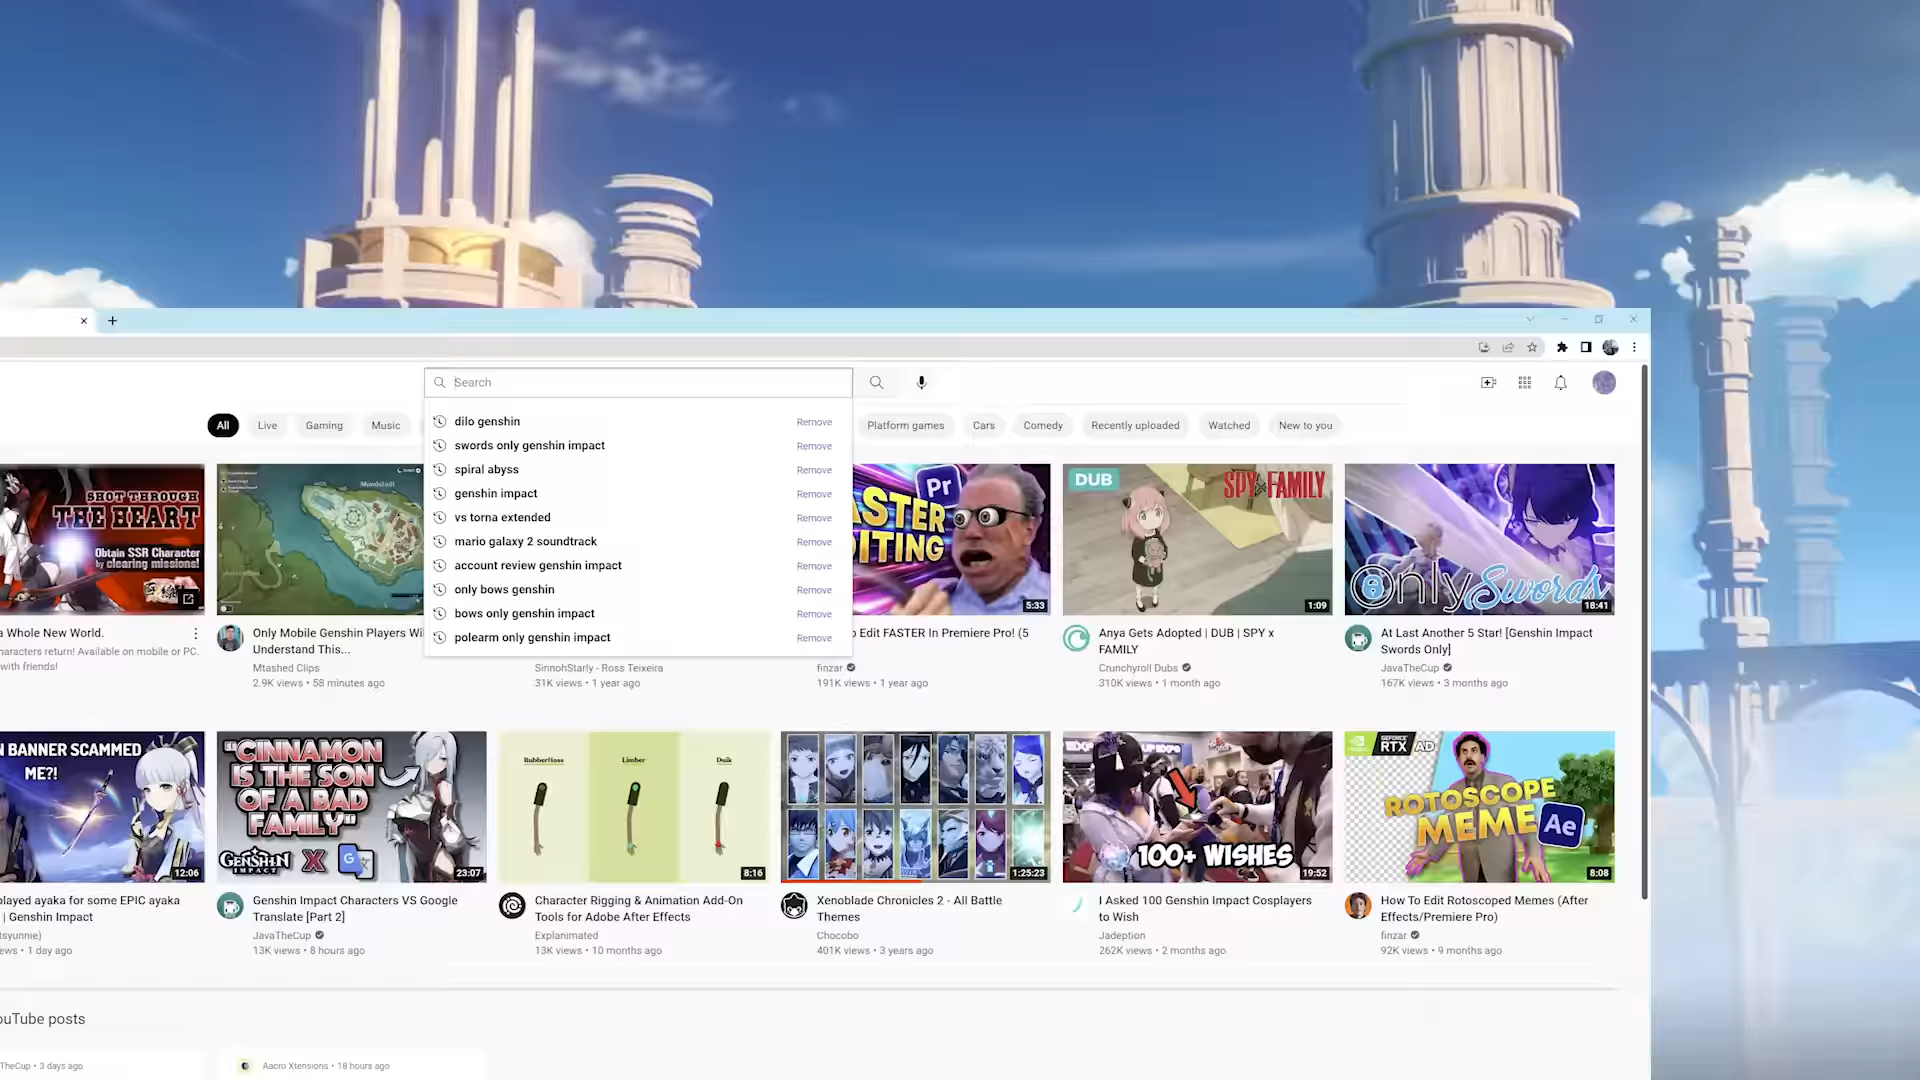 Search
dilo genshin
Remove
swords only genshin impact
Remove
spiral abyss
Remove
genshin impact
Remove
vs torna extended
Remove
mario galaxy 2 soundtrack
Remove
account review genshin impact
Remove
only bows genshin
Remove
bows only genshin impact
Remove
polearm only genshin impact
Remove
All
Live
Gaming
Music
Platform games
Cars
Comedy
Recently uploaded
Watched
New to you
SHOT THROUGH
THE HEART
Obtain SSR Character
by clearing missions!
a Whole New World.
haracters return! Available on mobile or PC.
with friends!
Mondstadt
Only Mobile Genshin Players Wi
Understand This...
Mtashed Clips
2.9K views • 58 minutes ago
SinnohStarly - Ross Teixeira
31K views • 1 year ago
Pr
ASTER
DITING
5:33
o Edit FASTER In Premiere Pro! (5
finzar
191K views • 1 year ago
DUB
SPY x FAMILY
1:09
Anya Gets Adopted | DUB | SPY x
FAMILY
Crunchyroll Dubs
310K views • 1 month ago
Only Swords
18:41
At Last Another 5 Star! [Genshin Impact
Swords Only]
JavaTheCup
167K views • 3 months ago
N BANNER SCAMMED
ME?!
12:06
played ayaka for some EPIC ayaka
| Genshin Impact
tsyunnie)
ews • 1 day ago
"CINNAMON
IS THE SON
OF A BAD
FAMILY"
GENSHIN
IMPACT
X
G
23:07
Genshin Impact Characters VS Google
Translate [Part 2]
JavaTheCup
13K views • 8 hours ago
RubberHose
Limber
Duik
8:16
Character Rigging & Animation Add-On
Tools for Adobe After Effects
Explanimated
13K views • 10 months ago
1:25:23
Xenoblade Chronicles 2 - All Battle
Themes
Chocobo
401K views • 3 years ago
100+ WISHES
19:52
I Asked 100 Genshin Impact Cosplayers
to Wish
Jadeption
262K views • 2 months ago
GEFORCE
RTX
AD
ROTOSCOPE
MEME
Ae
8:08
How To Edit Rotoscoped Memes (After
Effects/Premiere Pro)
finzar
92K views • 9 months ago
ouTube posts
TheCup • 3 days ago
Aacro Xtensions • 18 hours ago